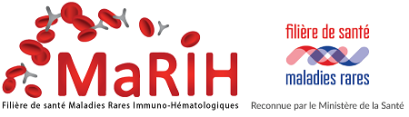 MaRIH
Filière de santé Maladies Rares Immuno-Hématologiques
filière de santé
maladies rares
Reconnue par le Ministère de la Santé